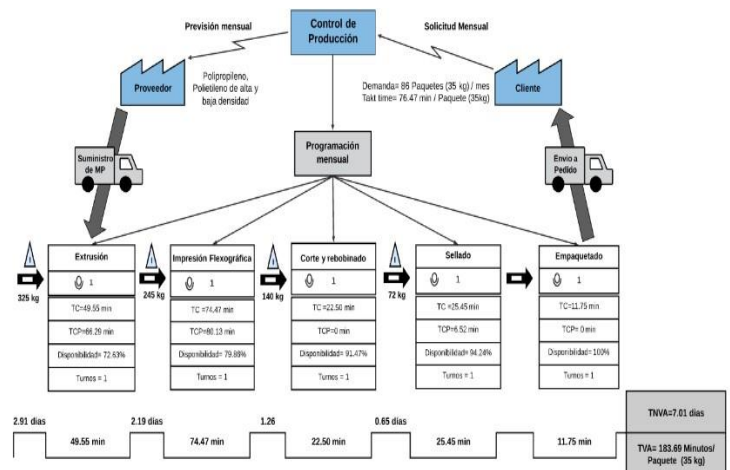 Control de
Producción
Previsión mensual
Solicitud Mensual
Proveedor
Polipropileno,
Polietileno de alta y
baja densidad
Demanda= 86 Paquetes (35 kg) / mes
Takt time= 76.47 min / Paquete (35kg)
Cliente
Suministro
de MP
Programación
mensual
Envio a
Pedido
Extrusión
1
TC=49.55 min
TCP=66.29 min
Disponibilidad= 72.63%
Turnos = 1
Impresión Flexográfica
1
TC =74.47 min
TCP=80.13 min
Disponibilidad= 79.86%
Turnos = 1
Corte y rebobinado
1
TC =22.50 min
TCP=0 min
Disponibilidad= 91.47%
Turnos = 1
Sellado
1
TC =25.45 min
TCP=6.52 min
Disponibilidad= 94.24%
Turnos = 1
Empaquetado
1
TC=11.75 min
TCP= 0 min
Disponibilidad= 100%
Turnos = 1
325 kg
245 kg
140 kg
72 kg
2.91 dias
2.19 dias
1.26
0.65 dias
49.55 min
74.47 min
22.50 min
25.45 min
11.75 min
TNVA=7.01 dias
TVA= 183.69 Minutos/
Paquete (35 kg)